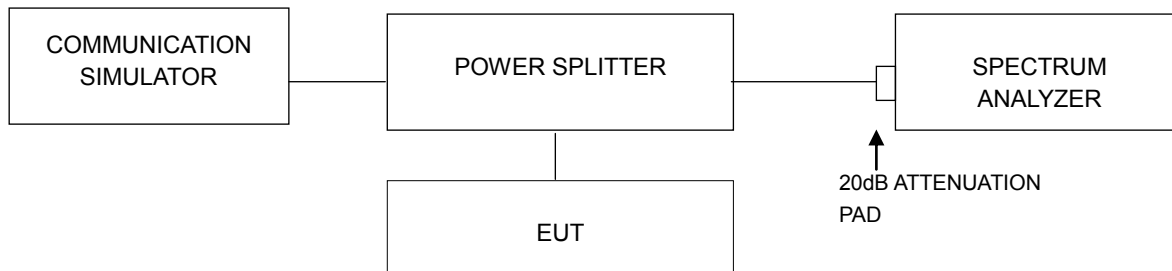 COMMUNICATION
SIMULATOR
POWER SPLITTER
SPECTRUM
ANALYZER
20dB ATTENUATION
PAD
EUT